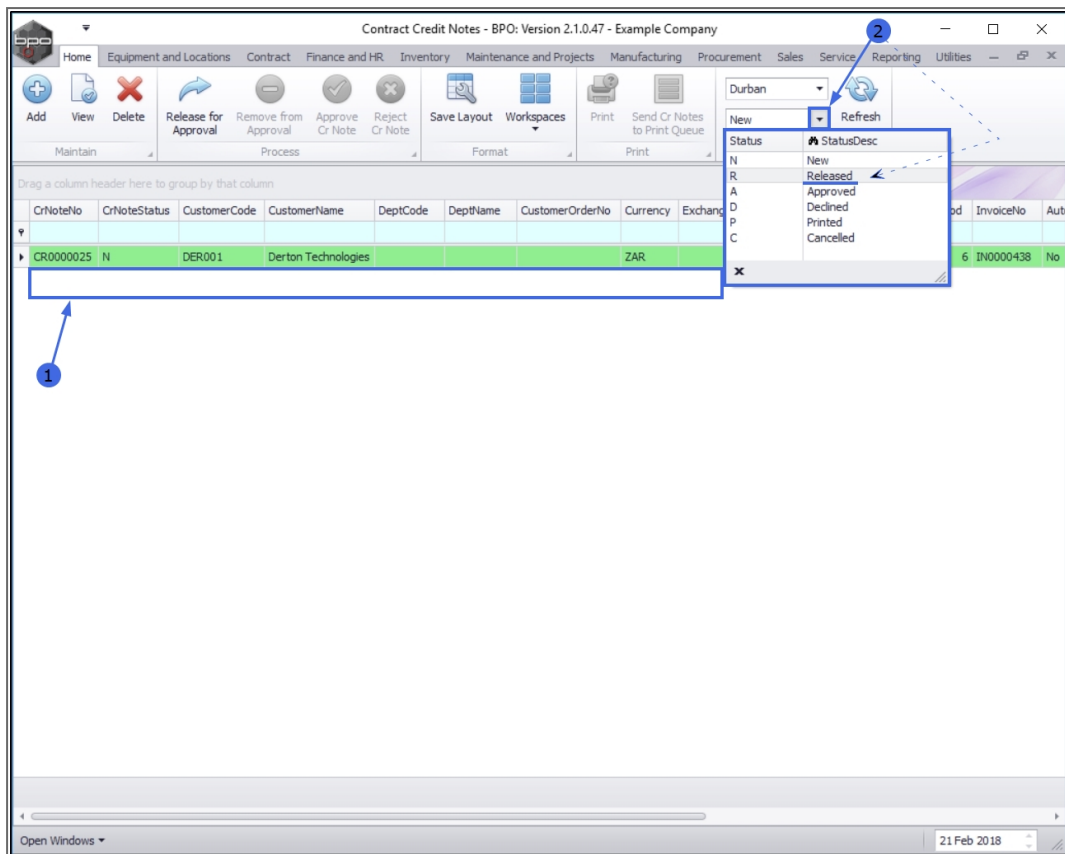 Contract Credit Notes - BPO: Version 2.1.0.47 - Example Company
bpo
2
Home Equipment and Locations Contract Finance and HR Inventory Maintenance and Projects Manufacturing Procurement Sales Service Reporting Utilities
Add View Delete Release for Approval Remove from Approval Approve Cr Note Reject Cr Note Save Layout Workspaces Print Send Cr Notes to Print Queue Durban
New Refresh
Maintain Process Format Print
Status StatusDesc
N New
R Released
A Approved
D Declined
P Printed
C Cancelled
Drag a column header here to group by that column
CrNoteNo CrNoteStatus CustomerCode CustomerName DeptCode DeptName CustomerOrderNo Currency Exchang od InvoiceNo Aut
CR0000025 N DER001 Derton Technologies ZAR 6 IN0000438 No
1
Open Windows 21 Feb 2018